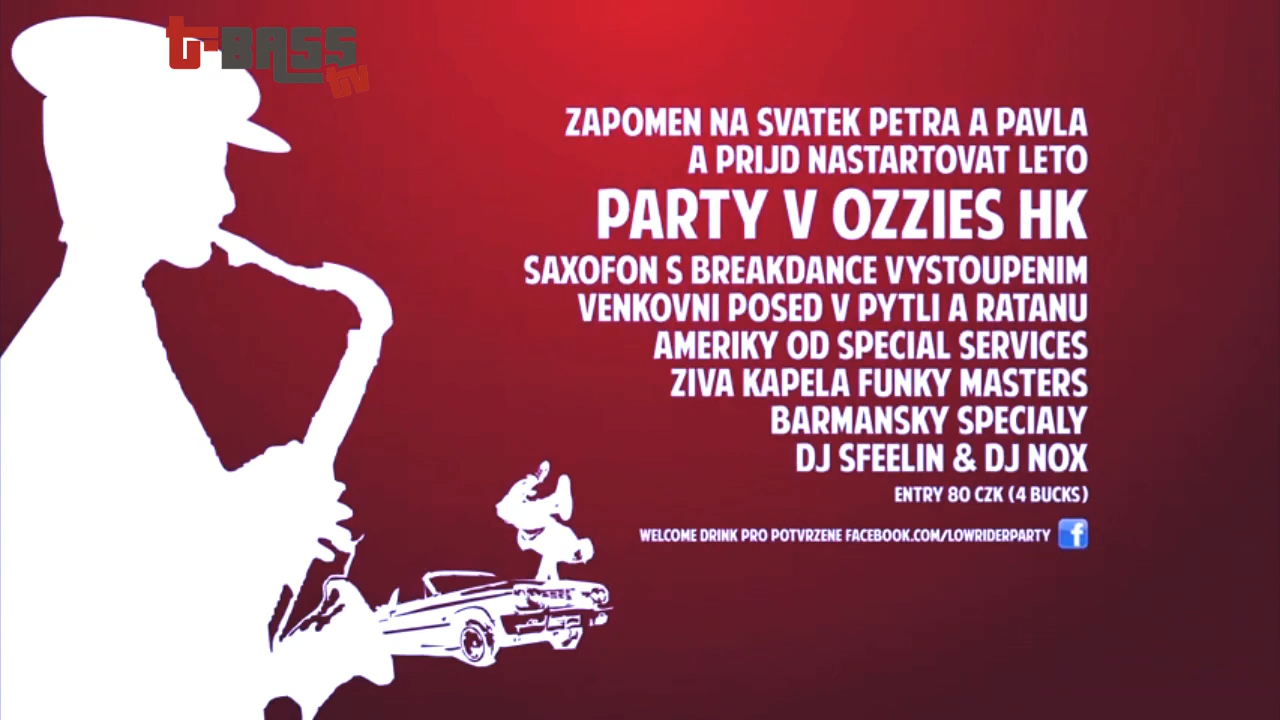 t-BASS
tv
ZAPOMEN NA SVATEK PETRA A PAVLA
A PRIJD NASTARTOVAT LETO
PARTY V OZZIES HK
SAXOFON S BREAKDANCE VYSTOUPENIM
VENKOVNI POSED V PYTLI A RATANU
AMERIKY OD SPECIAL SERVICES
ZIVA KAPELA FUNKY MASTERS
BARMANSKY SPECIALY
DJ SFEELIN & DJ NOX
ENTRY 80 CZK (4 BUCKS)
WELCOME DRINK PRO POTVRZENE FACEBOOK.COM/LOWRIDERPARTY f